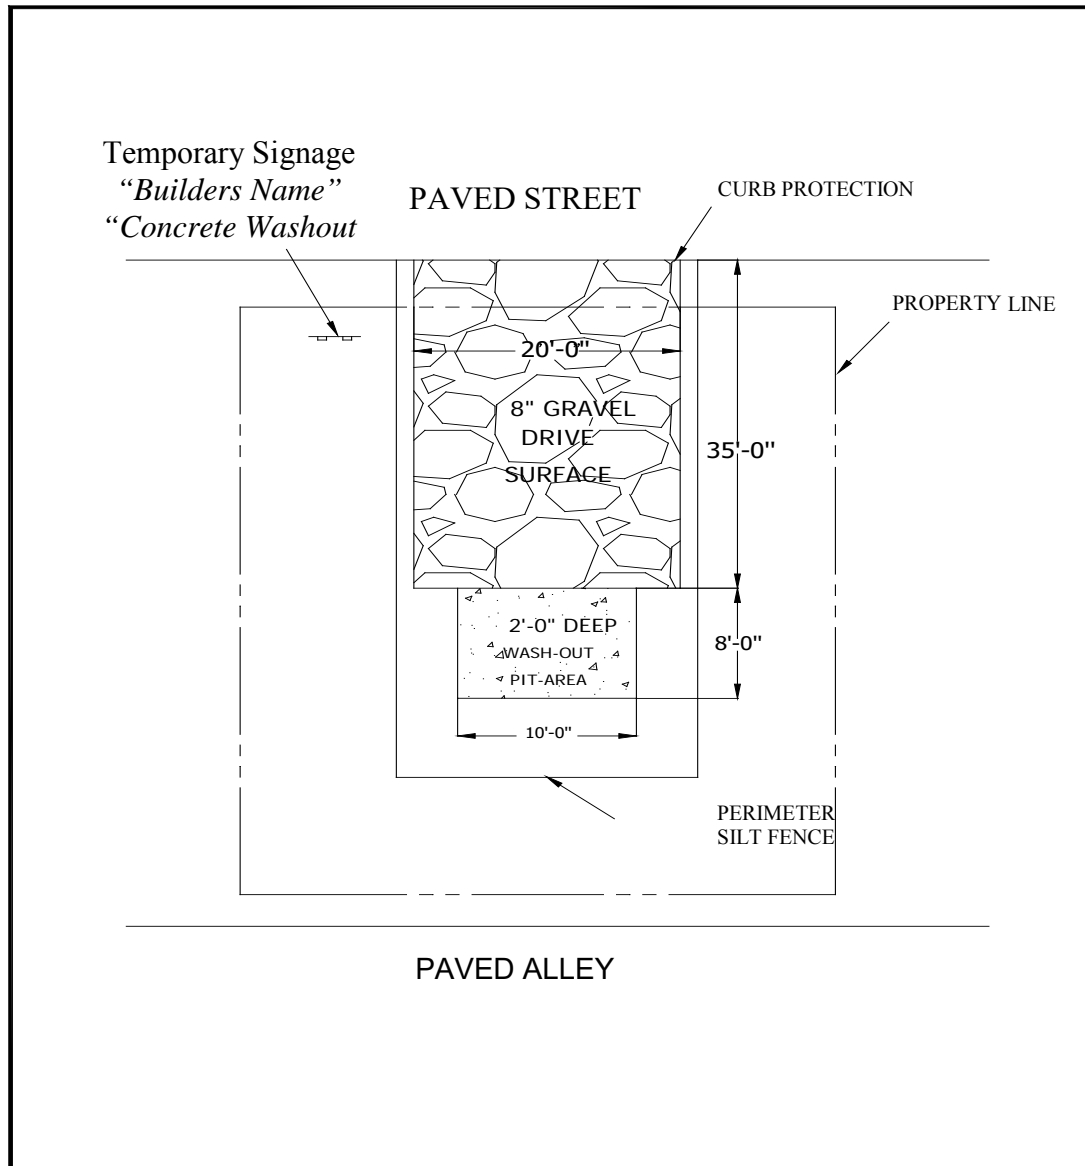 Temporary Signage
“Builders Name”
“Concrete Washout
PAVED STREET
CURB PROTECTION
PROPERTY LINE
20'-0"
8" GRAVEL
DRIVE
SURFACE
35'-0"
2'-0" DEEP
WASH-OUT
PIT-AREA
8'-0"
10'-0"
PERIMETER
SILT FENCE
PAVED ALLEY